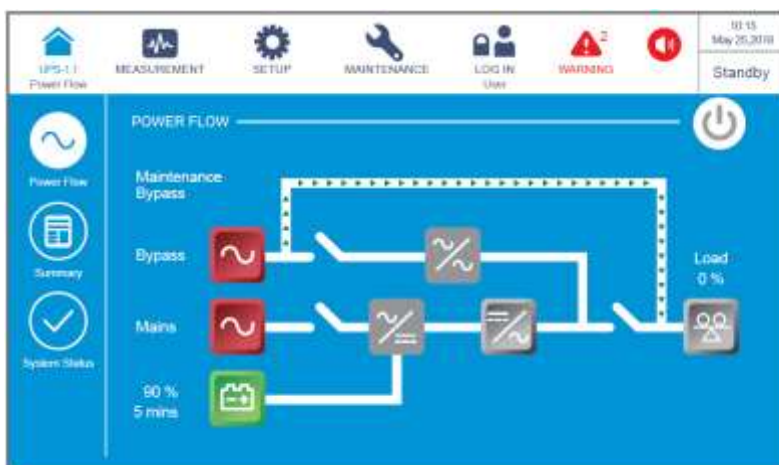 UPS-1.1
Power Flow
MEASUREMENT
SETUP
MAINTENANCE
LOG IN
User
2
WARNING
10:15
May 25,2018
Standby
POWER FLOW
Power Flow
Summary
System Status
Maintenance
Bypass
Bypass
Mains
90 %
5 mins
Load
0 %